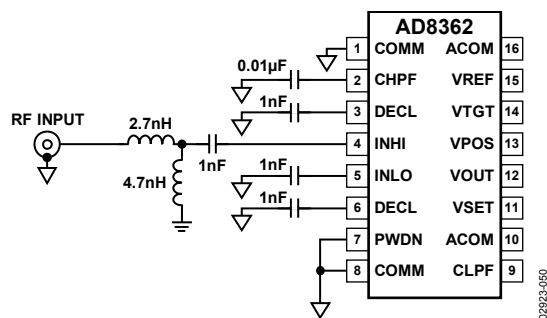 AD8362
1 COMM ACOM 16
0.01µF
2 CHPF VREF 15
1nF
3 DECL VTGT 14
RF INPUT
2.7nH
1nF
4 INHI VPOS 13
4.7nH
1nF
5 INLO VOUT 12
1nF
6 DECL VSET 11
7 PWDN ACOM 10
8 COMM CLPF 9
02923-050